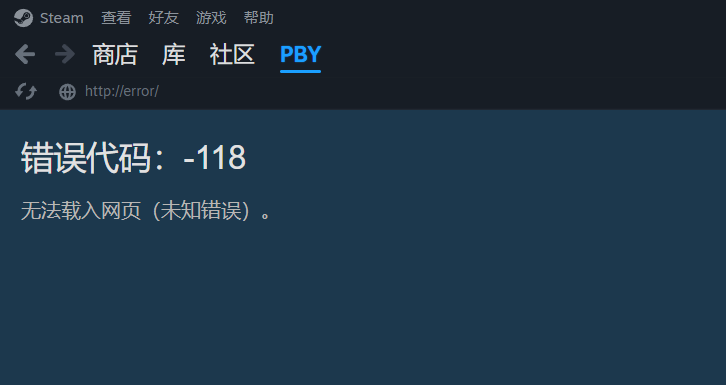 Steam 查看 好友 游戏 帮助
商店 库 社区 PBY
http://error/
错误代码：-118
无法载入网页（未知错误）。